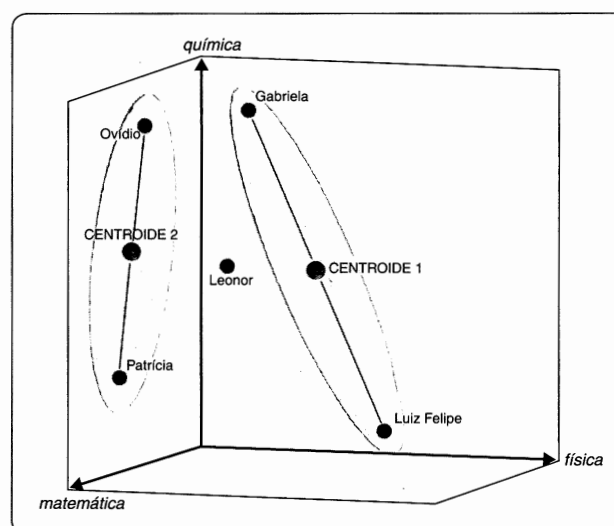 química
Gabriela
Ovídio
CENTROIDE 2
Leonor
CENTROIDE 1
Patrícia
Luiz Felipe
física
matemática